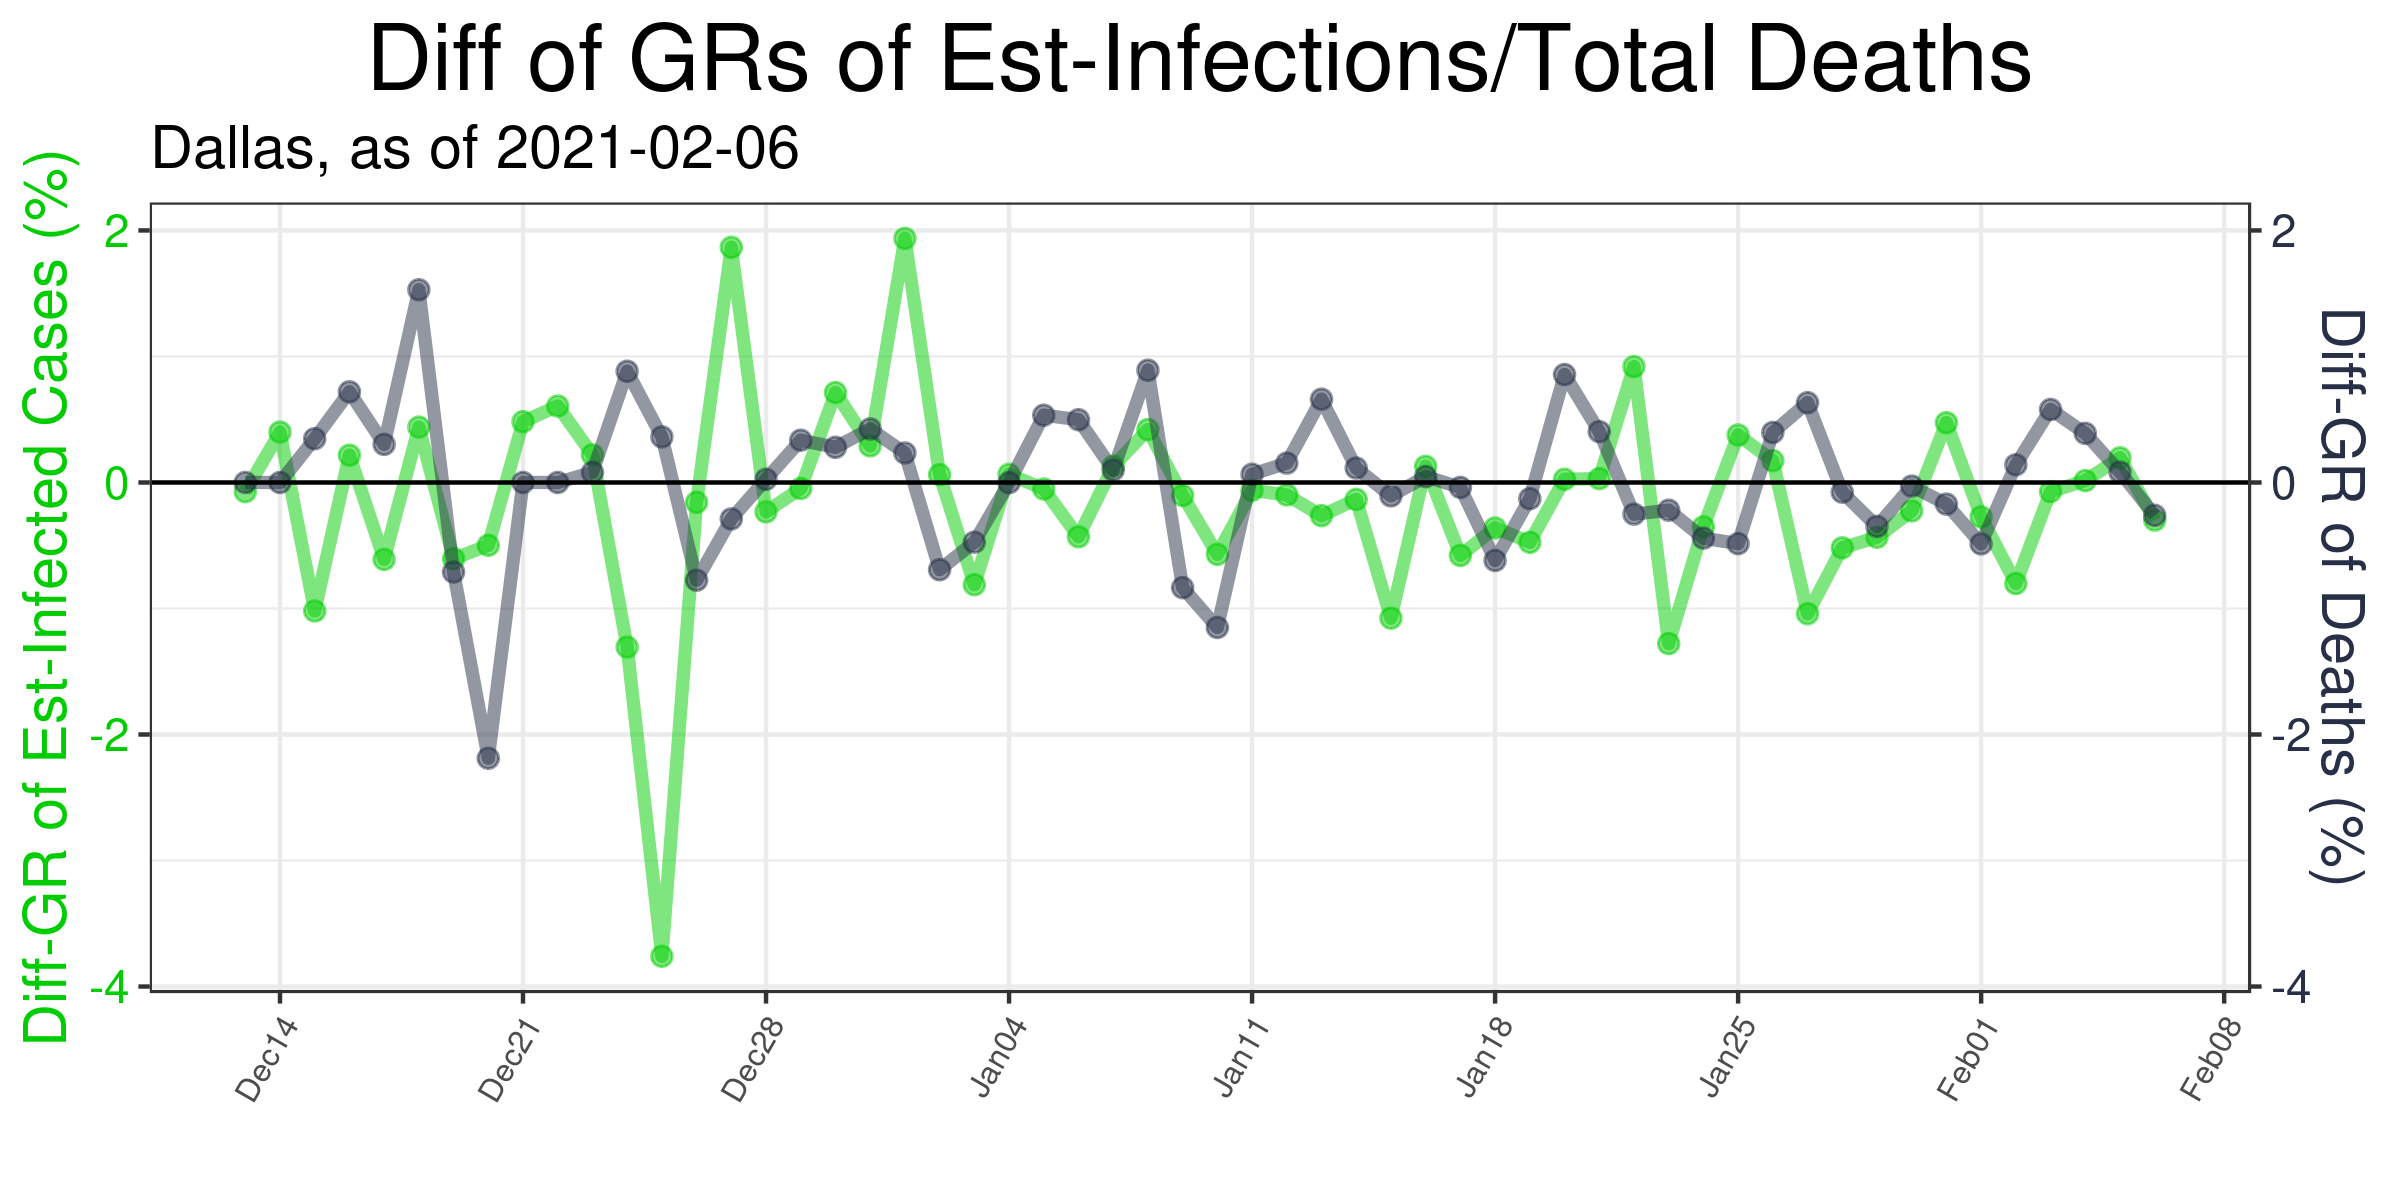 Diff of GRs of Est-Infections/Total Deaths
Dallas, as of 2021-02-06
Diff-GR of Est-Infected Cases (%)
2
0
-2
-4
2
0
-2
-4
Diff-GR of Deaths (%)
Dec14
Dec21
Dec28
Jan04
Jan11
Jan18
Jan25
Feb01
Feb08